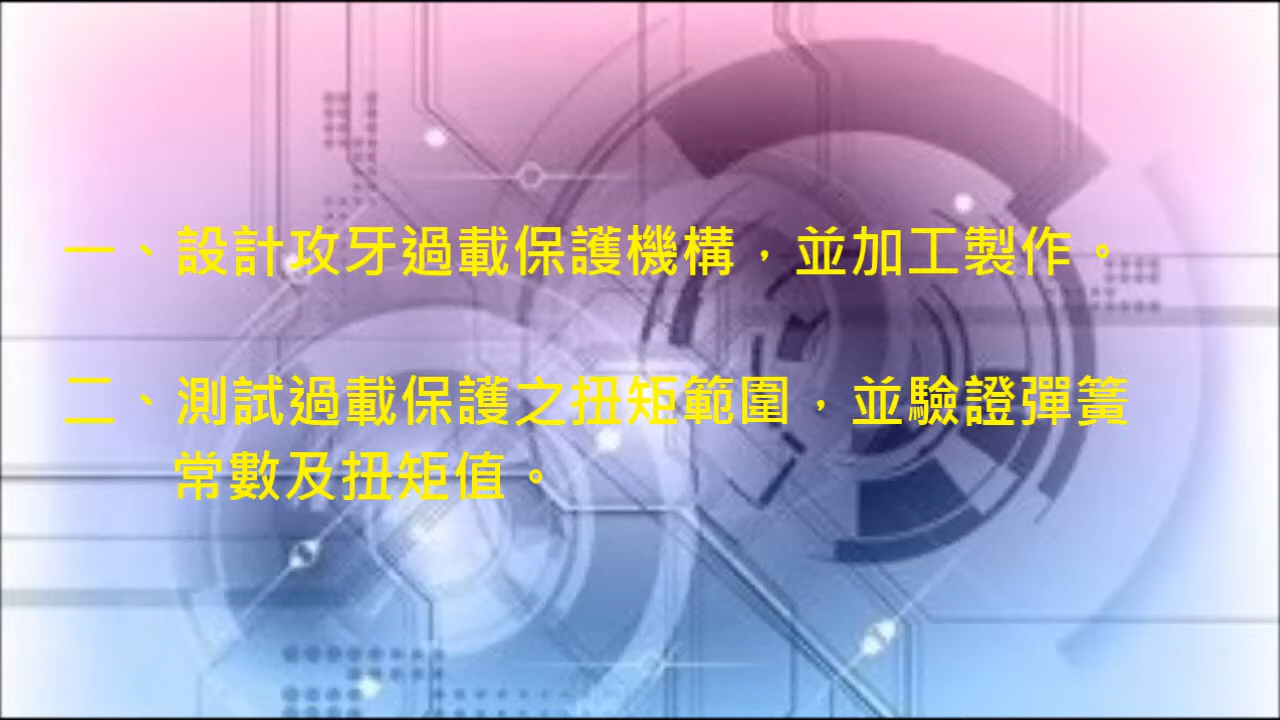 一、設計攻牙過載保護機構，並加工製作。
二、測試過載保護之扭矩範圍，並驗證彈簧
常數及扭矩值。